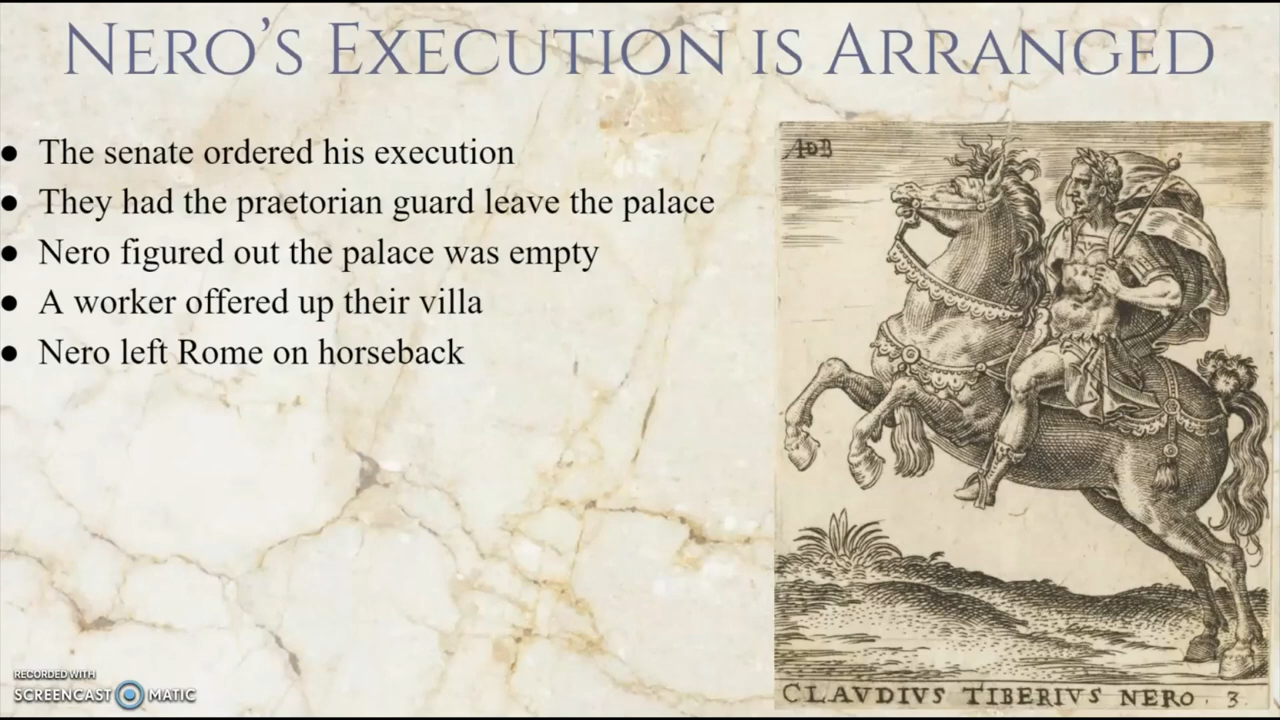 NERO'S EXECUTION IS ARRANGED
● The senate ordered his execution
● They had the praetorian guard leave the palace
● Nero figured out the palace was empty
● A worker offered up their villa
● Nero left Rome on horseback
ADB
CLAVDIVS TIBERIVS NERO . 3.
RECORDED WITH
SCREENCAST MATIC